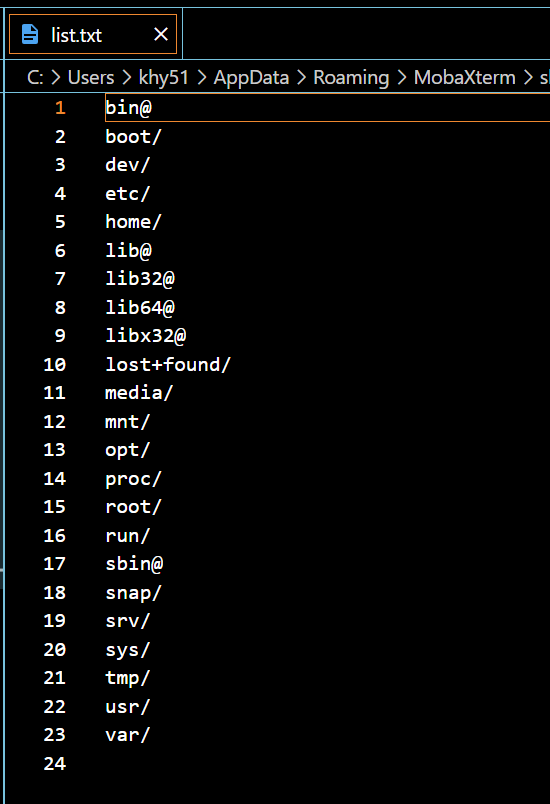 list.txt
C: > Users > khy51 > AppData > Roaming > MobaXterm >
1 bin@
2 boot/
3 dev/
4 etc/
5 home/
6 lib@
7 lib32@
8 lib64@
9 libx32@
10 lost+found/
11 media/
12 mnt/
13 opt/
14 proc/
15 root/
16 run/
17 sbin@
18 snap/
19 srv/
20 sys/
21 tmp/
22 usr/
23 var/
24